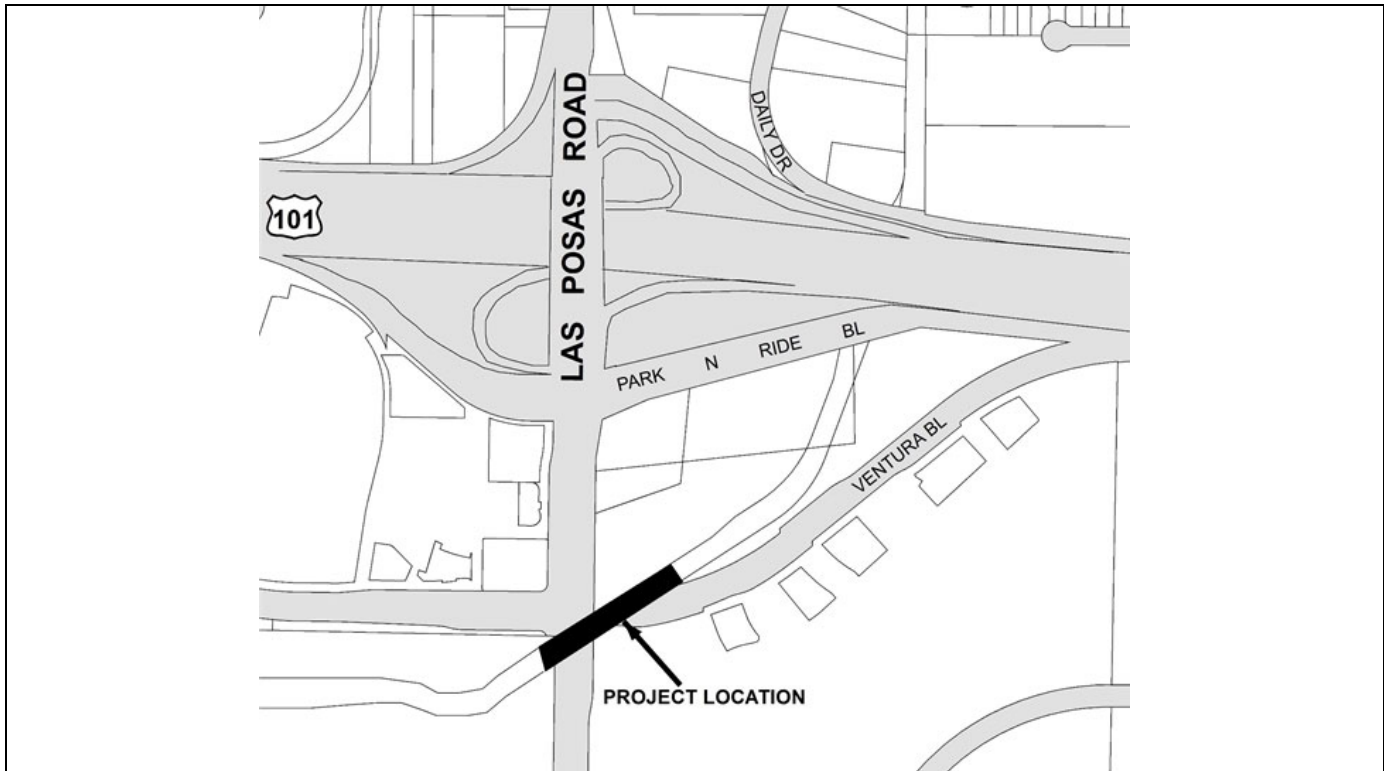 DAILY DR
LAS POSAS ROAD
101
PARK N RIDE BL
VENTURA BL
PROJECT LOCATION